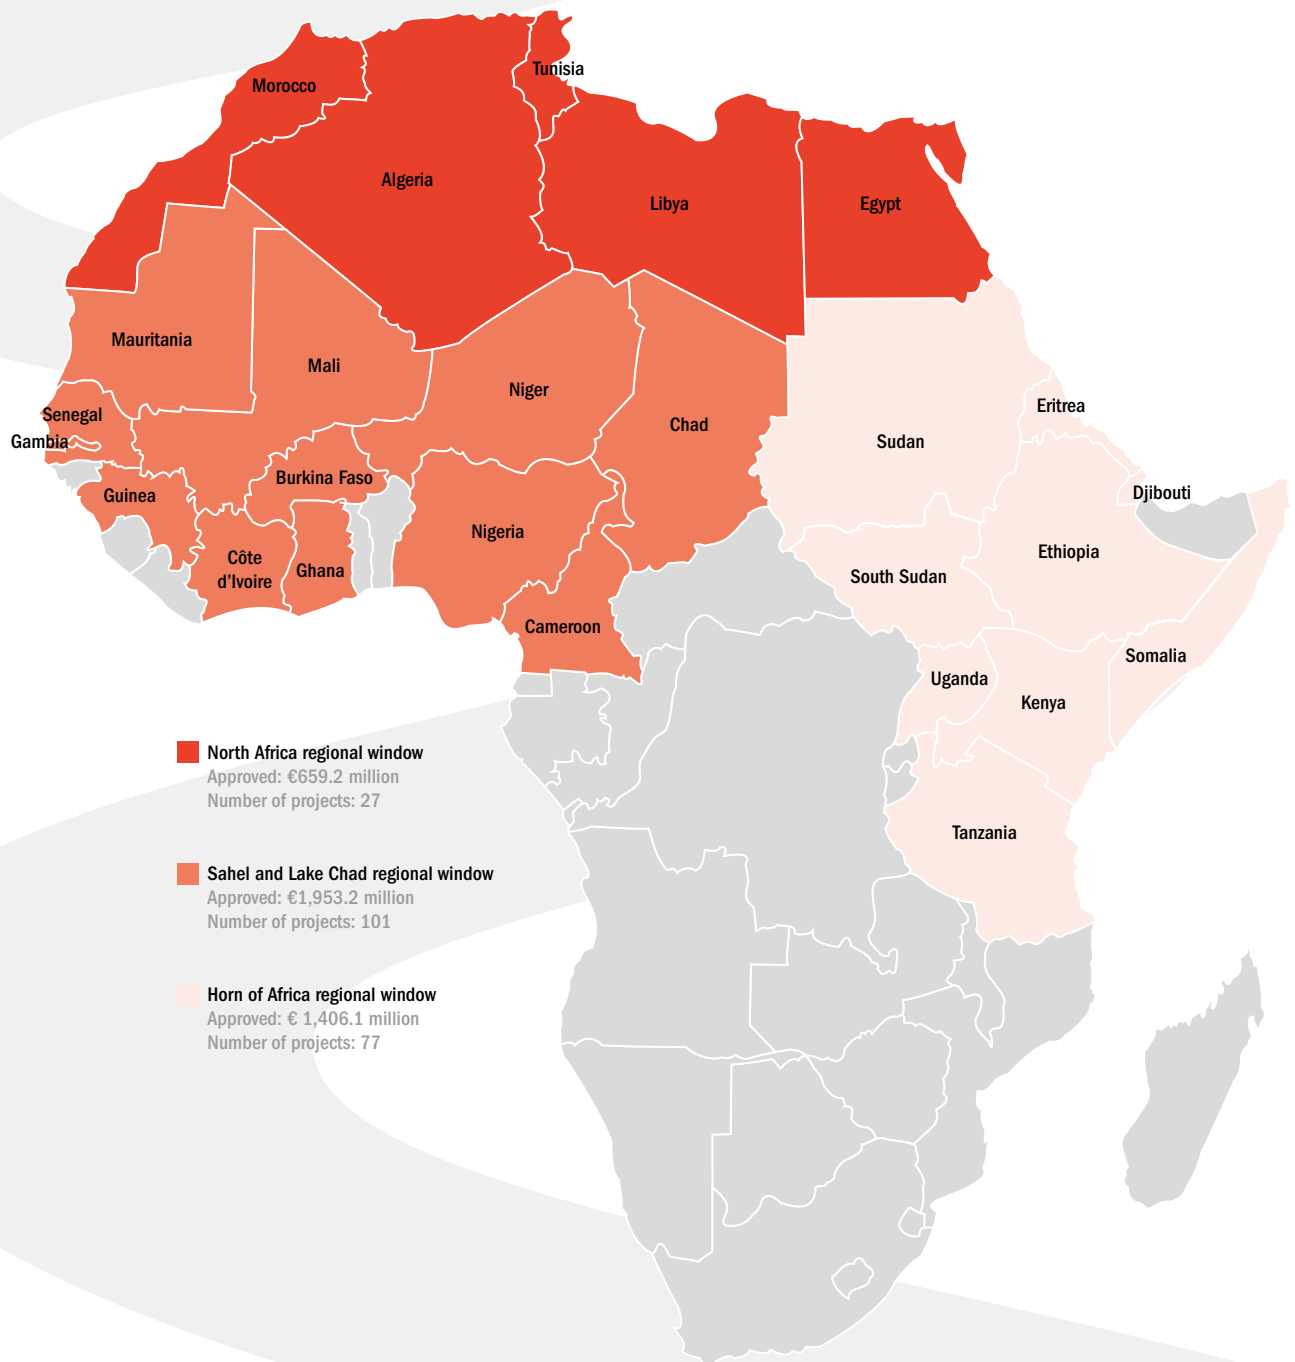 Tunisia
Morocco
Algeria
Libya
Egypt
Mauritania
Mali
Niger
Eritrea
Senegal
Chad
Gambia
Sudan
Burkina Faso
Djibouti
Guinea
Nigeria
Ethiopia
Côte
d’Ivoire
Ghana
South Sudan
Cameroon
Somalia
Uganda
Kenya
Tanzania
North Africa regional window
Approved: €659.2 million
Number of projects: 27
Sahel and Lake Chad regional window
Approved: €1,953.2 million
Number of projects: 101
Horn of Africa regional window
Approved: € 1,406.1 million
Number of projects: 77